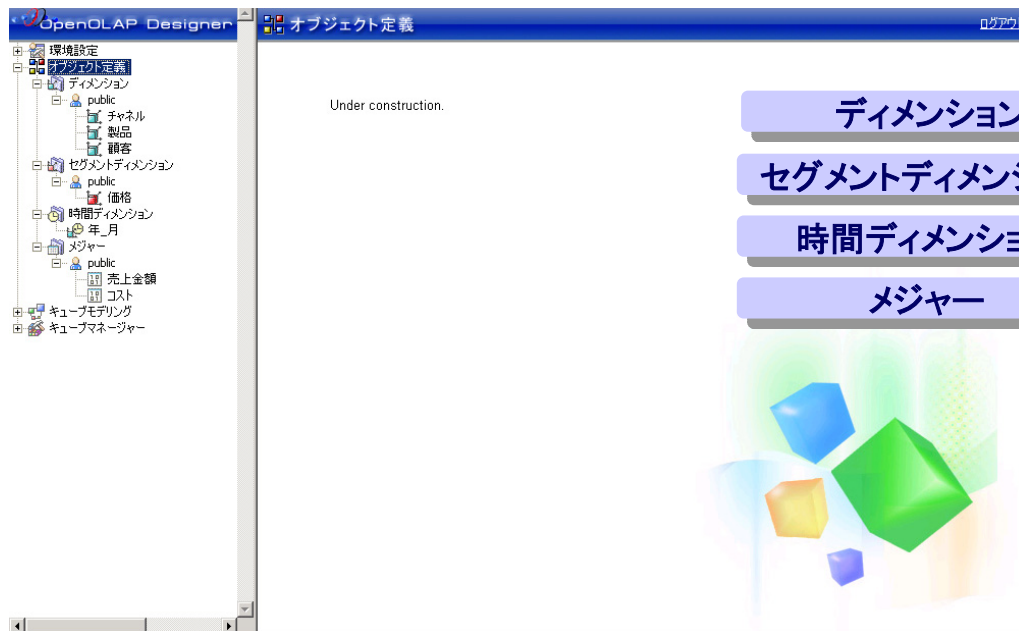 OpenOLAP Designer
環境設定
オブジェクト定義
ディメンション
public
チャネル
製品
顧客
セグメントディメンション
public
価格
時間ディメンション
年_月
メジャー
public
売上金額
コスト
キューブモデリング
キューブマネージャー
オブジェクト定義
ログアウ
Under construction.
ディメンション
セグメントディメンシ
時間ディメンショ
メジャー